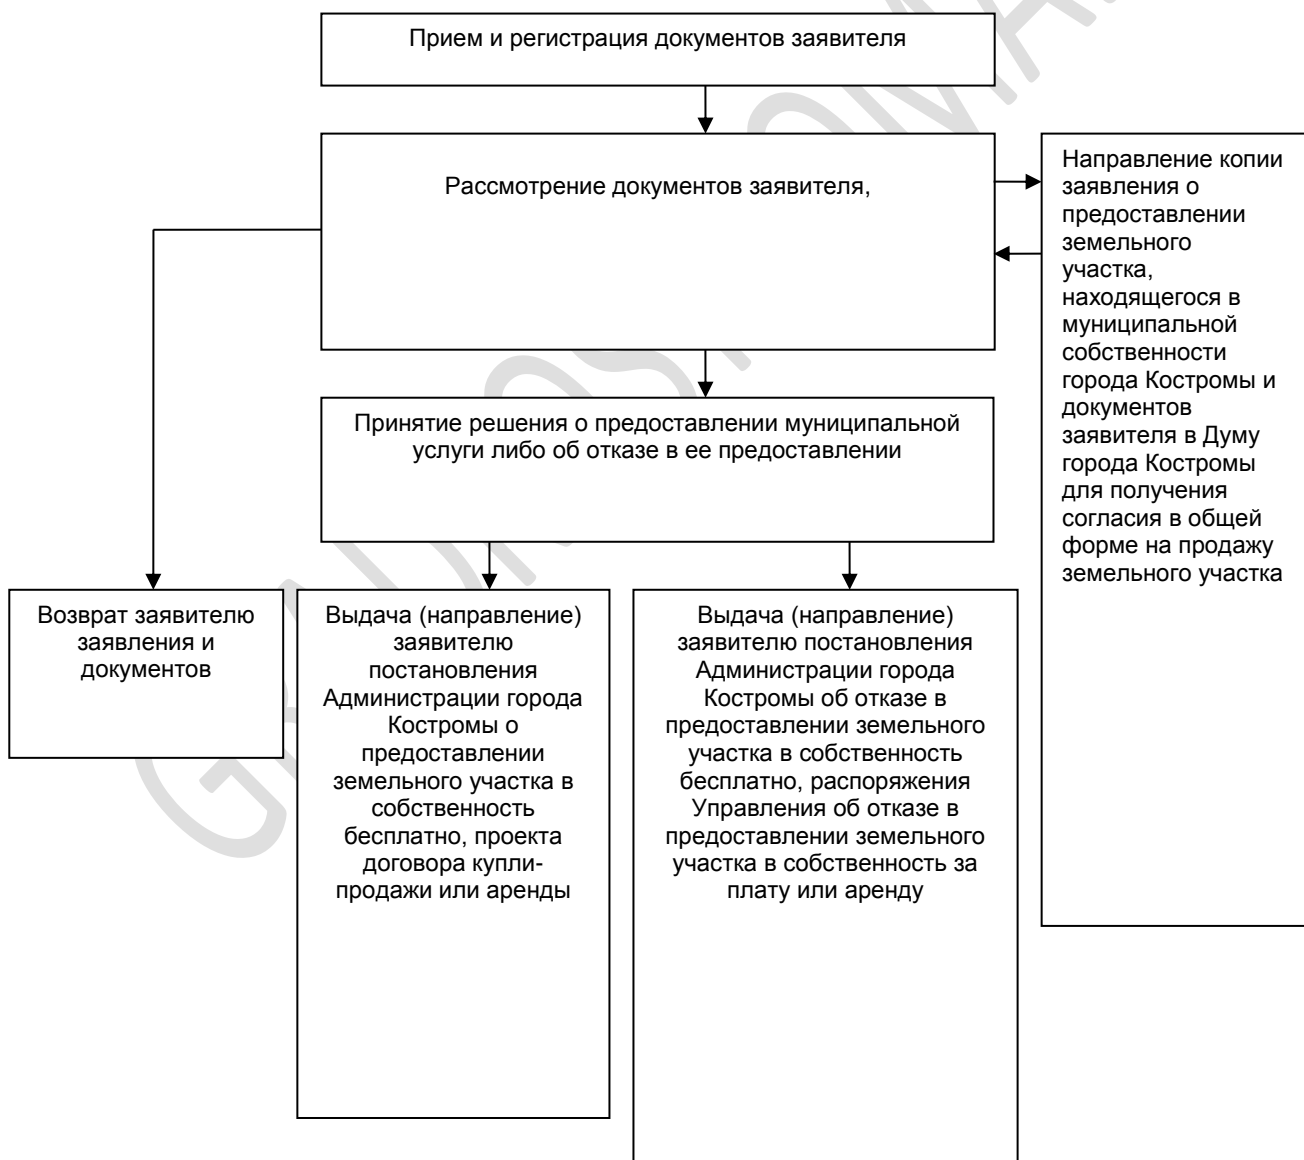 Прием и регистрация документов заявителя
Рассмотрение документов заявителя,
Направление копии
заявления о
предоставлении
земельного
участка,
находящегося в
муниципальной
собственности
города Костромы и
документов
заявителя в Думу
города Костромы
для получения
согласия в общей
форме на продажу
земельного участка
Принятие решения о предоставлении муниципальной
услуги либо об отказе в ее предоставлении
Возврат заявителю
заявления и
документов
Выдача (направление)
заявителю
постановления
Администрации города
Костромы о
предоставлении
земельного участка в
собственность
бесплатно, проекта
договора купли-
продажи или аренды
Выдача (направление)
заявителю постановления
Администрации города
Костромы об отказе в
предоставлении земельного
участка в собственность
бесплатно, распоряжения
Управления об отказе в
предоставлении земельного
участка в собственность за
плату или аренду